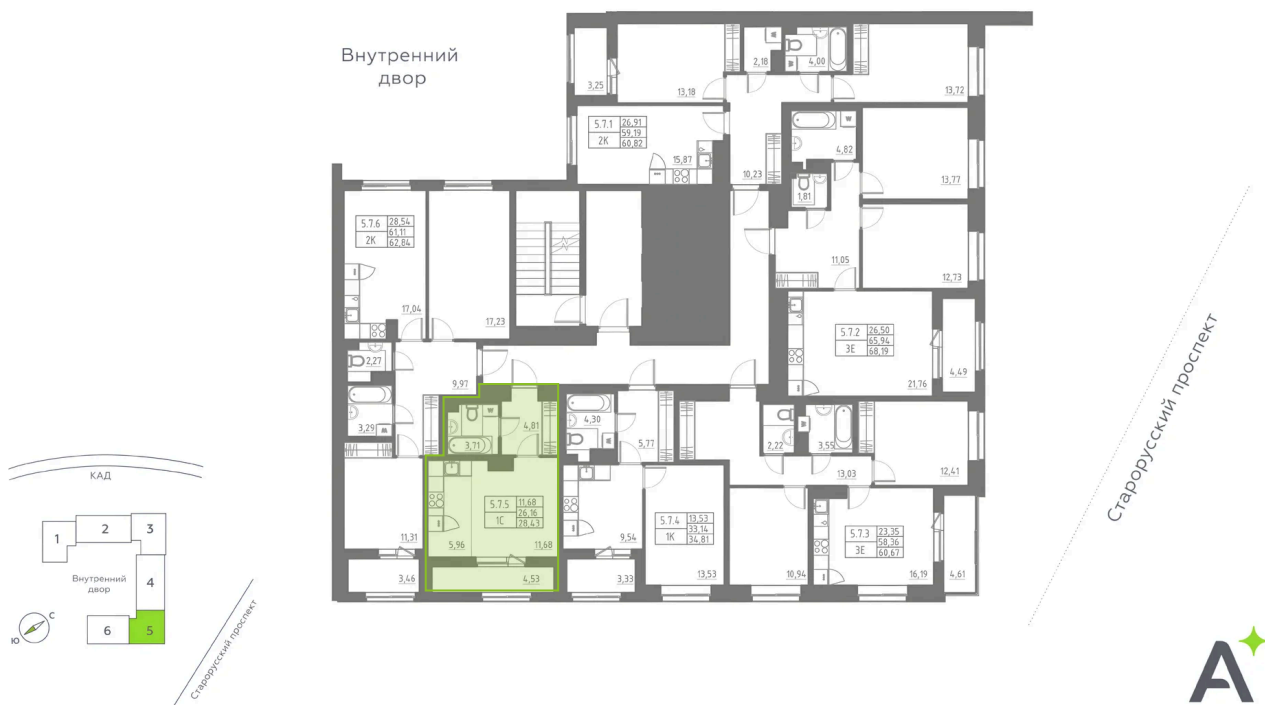 Внутренний
двор
3,25
13,18
2,18
W
4,00
W
13,72
5.7.1 26,91
2К 59,19
60,82
15,87
10,23
4,82
W
1,81
13,77
11,05
12,73
5.7.6 28,54
2К 61,11
62,84
17,04
17,23
5.7.2 26,50
3Е 65,94
68,19
21,76
4,49
2,27
9,97
3,29
W
3,71
W
4,81
4,30
W
5,77
2,22
W
3,55
13,03
12,41
5.7.5 11,68
1С 26,16
28,43
5,96
11,68
4,53
11,31
3,46
9,54
3,33
5.7.4 13,53
1К 33,14
34,81
13,53
10,94
5.7.3 23,35
3Е 58,36
60,67
16,19
4,61
Старорусский проспект
КАД
1
2
3
4
5
6
Внутренний
двор
Ю
С
Старорусский проспект
A